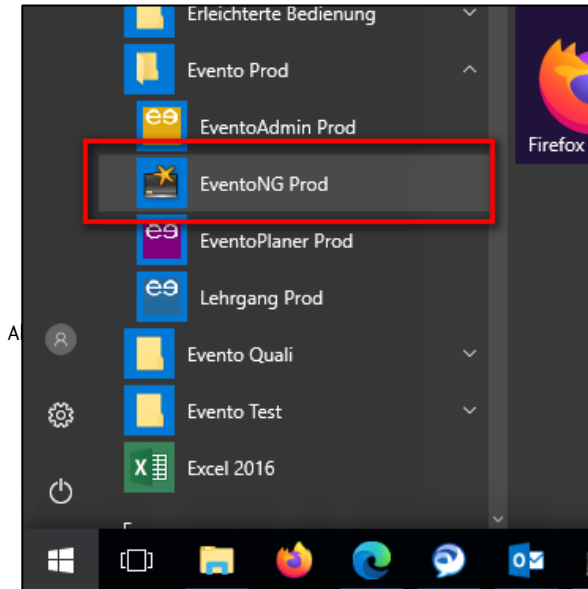 Erleichterte Bedienung
Evento Prod
Firefox
EventoAdmin Prod
EventoNG Prod
EventoPlaner Prod
Lehrgang Prod
Evento Quali
Evento Test
Excel 2016